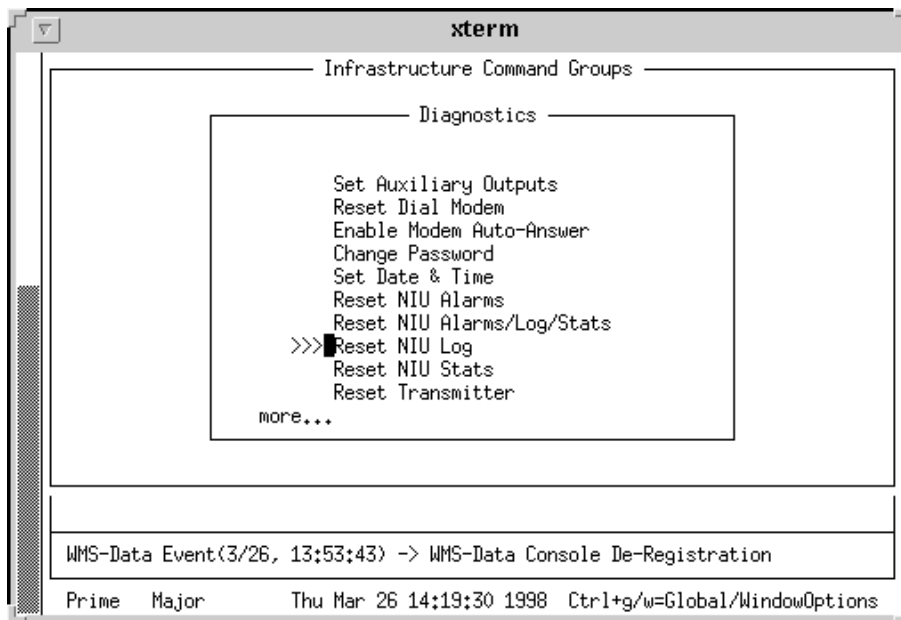 xterm
Infrastructure Command Groups
Diagnostics
Set Auxiliary Outputs
Reset Dial Modem
Enable Modem Auto-Answer
Change Password
Set Date & Time
Reset NIU Alarms
Reset NIU Alarms/Log/Stats
>>> Reset NIU Log
Reset NIU Stats
Reset Transmitter
more...
WMS-Data Event(3/26, 13:53:43) -> WMS-Data Console De-Registration
Prime Major Thu Mar 26 14:19:30 1998 Ctrl+g/w=Global/WindowOptions